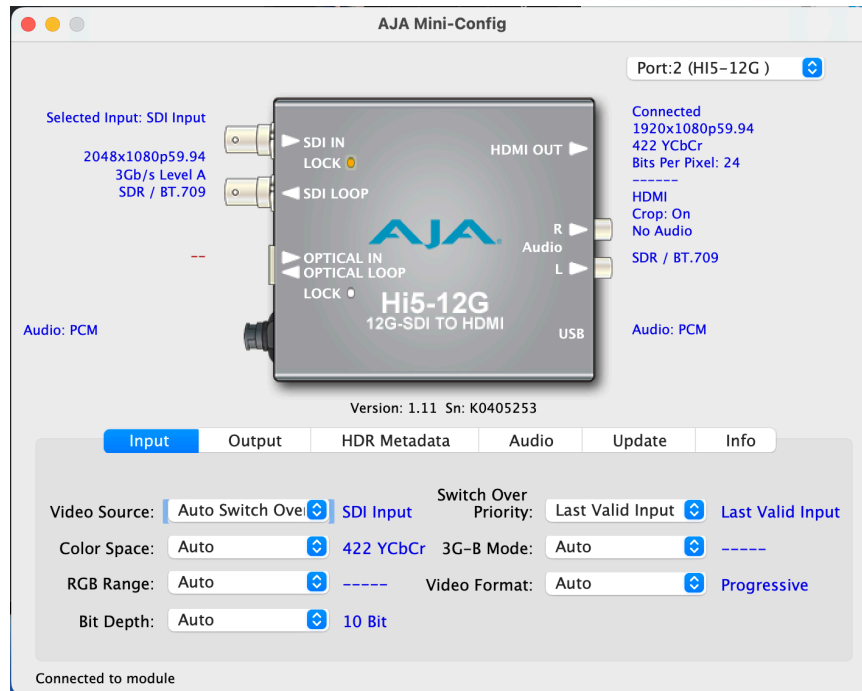 AJA Mini-Config
Port:2 (HI5-12G )
Selected Input: SDI Input
2048x1080p59.94
3Gb/s Level A
SDR / BT.709
--
Audio: PCM
SDI IN
LOCK
SDI LOOP
OPTICAL IN
OPTICAL LOOP
LOCK
HDMI OUT
R
Audio
L
USB
AJA
Hi5-12G
12G-SDI TO HDMI
Connected
1920x1080p59.94
422 YCbCr
Bits Per Pixel: 24
------
HDMI
Crop: On
No Audio
SDR / BT.709
Audio: PCM
Version: 1.11 Sn: K0405253
Input Output HDR Metadata Audio Update Info
Video Source: Auto Switch Over SDI Input
Switch Over
Priority: Last Valid Input Last Valid Input
Color Space: Auto 422 YCbCr 3G-B Mode: Auto -----
RGB Range: Auto ----- Video Format: Auto Progressive
Bit Depth: Auto 10 Bit
Connected to module